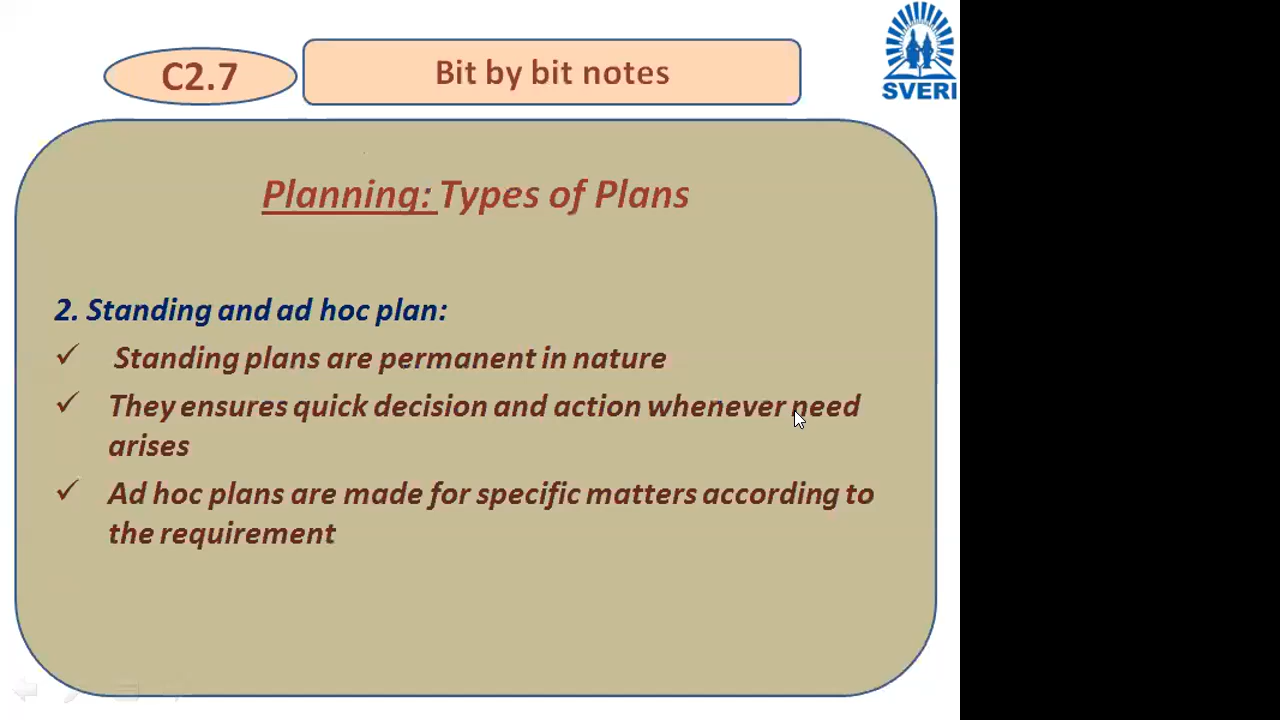 C2.7
Bit by bit notes
SVERI
Planning: Types of Plans
2. Standing and ad hoc plan:
✓ Standing plans are permanent in nature
✓ They ensures quick decision and action whenever need
arises
✓ Ad hoc plans are made for specific matters according to
the requirement